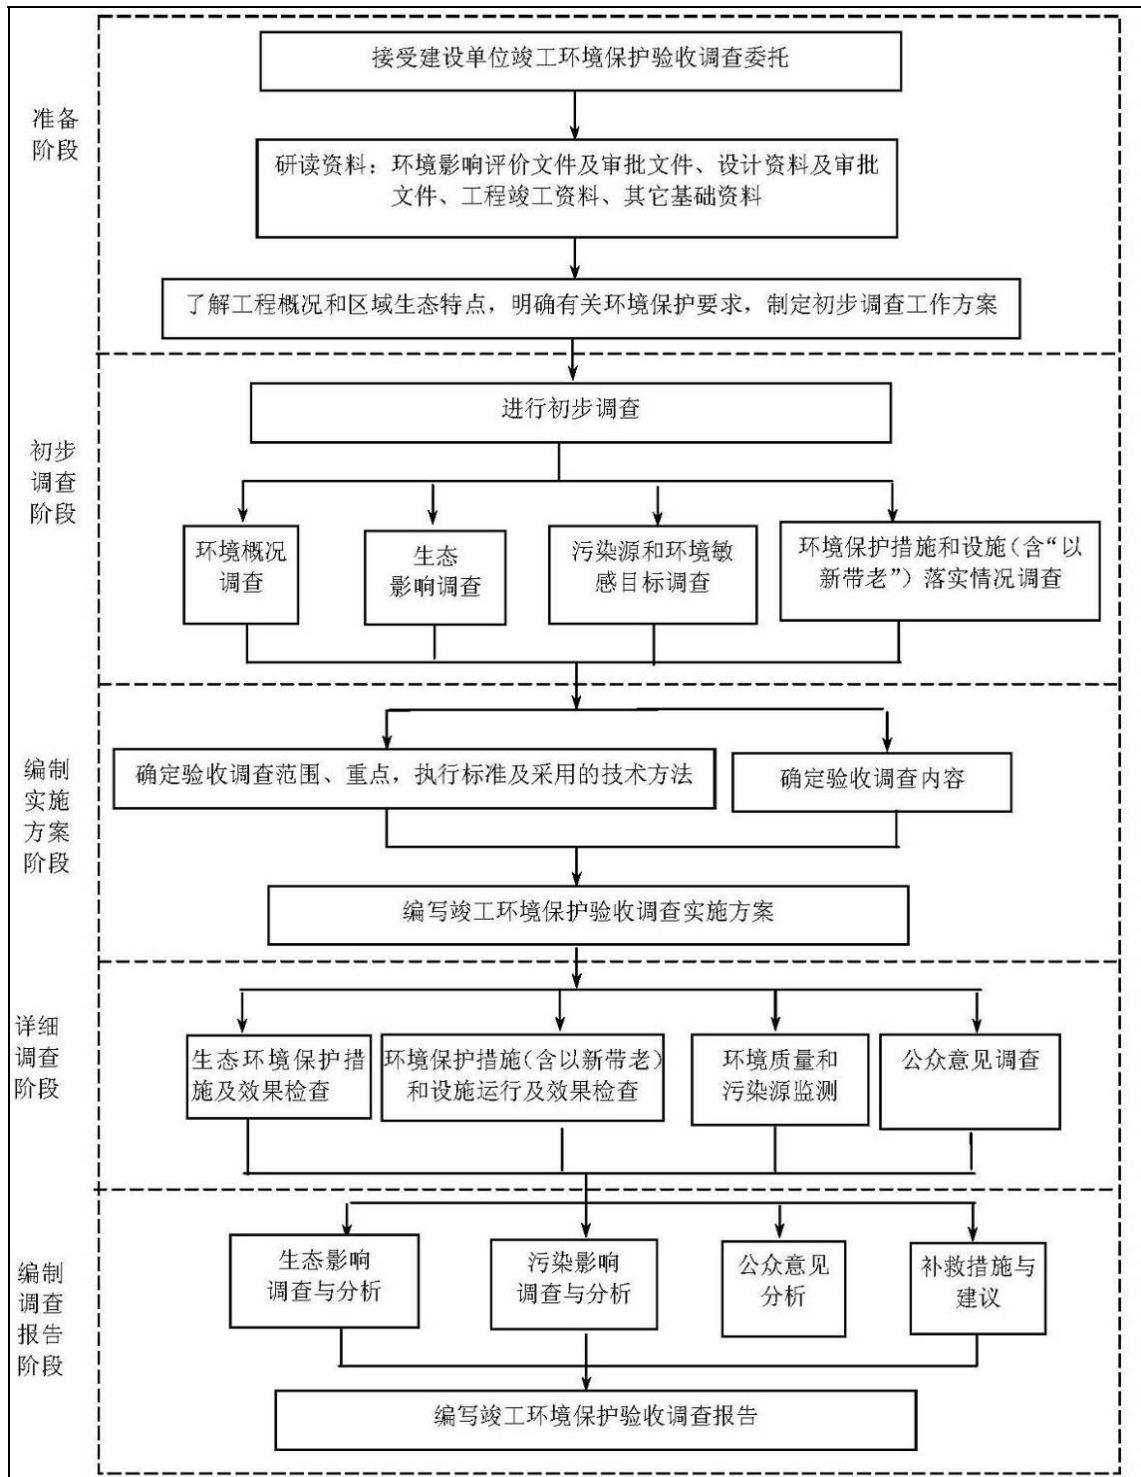 准备
阶段
接受建设单位竣工环境保护验收调查委托
研读资料：环境影响评价文件及审批文件、设计资料及审批
文件、工程竣工资料、其它基础资料
了解工程概况和区域生态特点，明确有关环境保护要求，制定初步调查工作方案
初步
调查
阶段
进行初步调查
环境概况
调查
生态
影响调查
污染源和环境敏
感目标调查
环境保护措施和设施（含“以
新带老”）落实情况调查
编制
实施
方案
阶段
确定验收调查范围、重点，执行标准及采用的技术方法
确定验收调查内容
编写竣工环境保护验收调查实施方案
详细
调查
阶段
生态环境保护措
施及效果检查
环境保护措施（含以新带老）
和设施运行及效果检查
环境质量和
污染源监测
公众意见调查
编制
调查
报告
阶段
生态影响
调查与分析
污染影响
调查与分析
公众意见
分析
补救措施与
建议
编写竣工环境保护验收调查报告